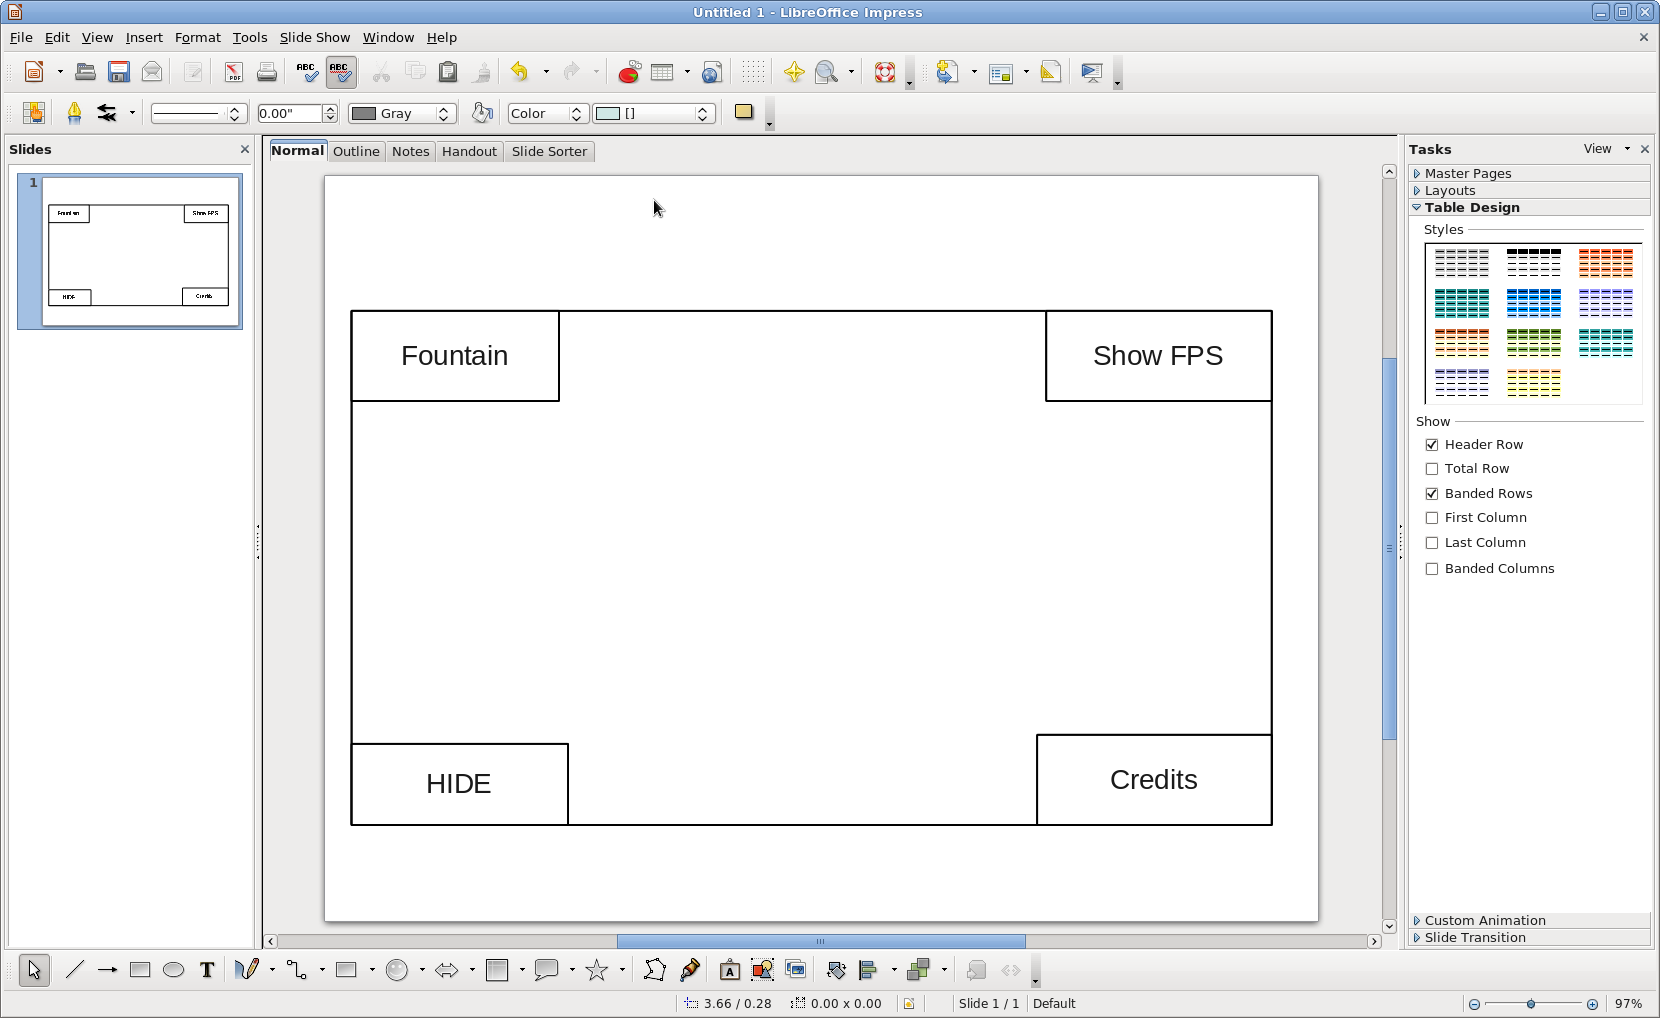 Untitled 1 - LibreOffice Impress
File Edit View Insert Format Tools Slide Show Window Help
ABC ABC
0.00" Gray Color []
Slides
Normal Outline Notes Handout Slide Sorter
Tasks View
1
Fountain Show FPS
HIDE Credits
Fountain Show FPS
HIDE Credits
Master Pages
Layouts
Table Design
Styles
Show
Header Row
Total Row
Banded Rows
First Column
Last Column
Banded Columns
Custom Animation
Slide Transition
T
A
3.66 / 0.28 0.00 x 0.00 Slide 1 / 1 Default 97%